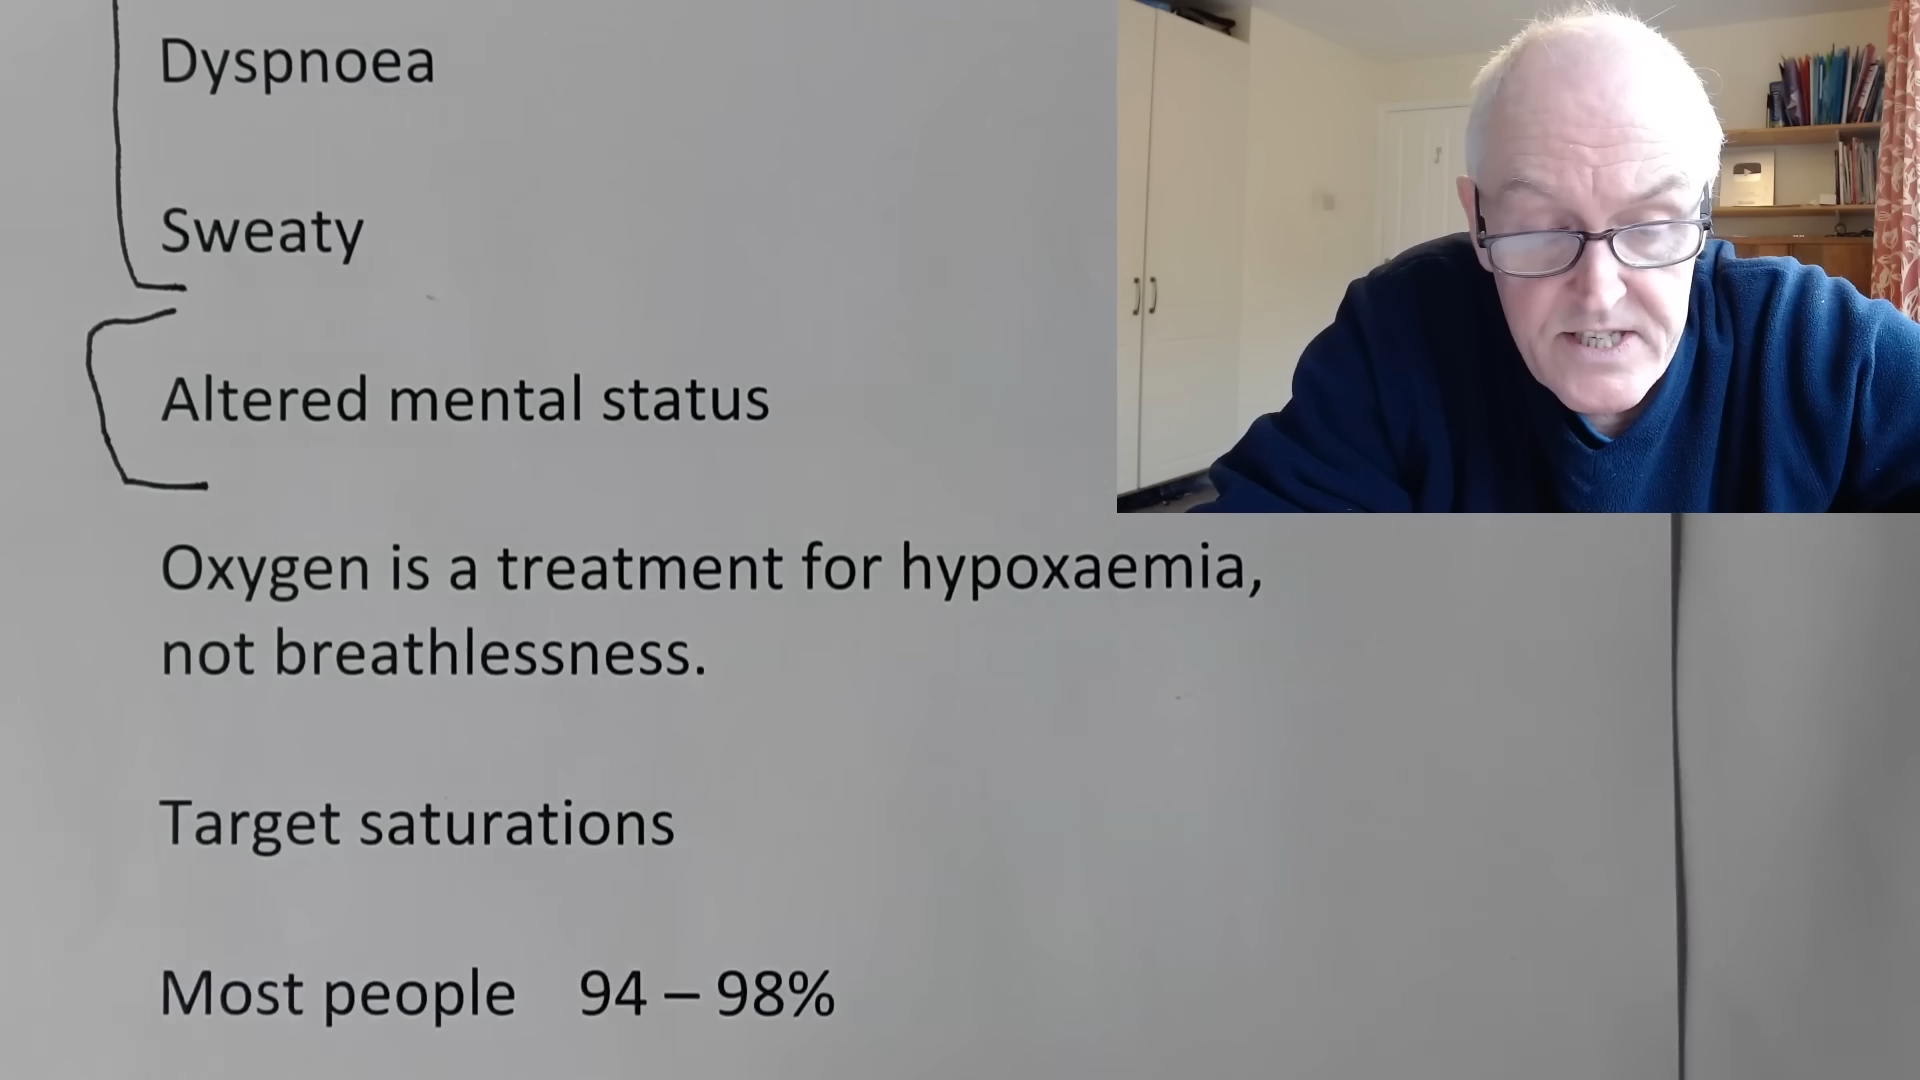 Dyspnoea
Sweaty
Altered mental status
Oxygen is a treatment for hypoxaemia,
not breathlessness.
Target saturations
Most people 94 – 98%